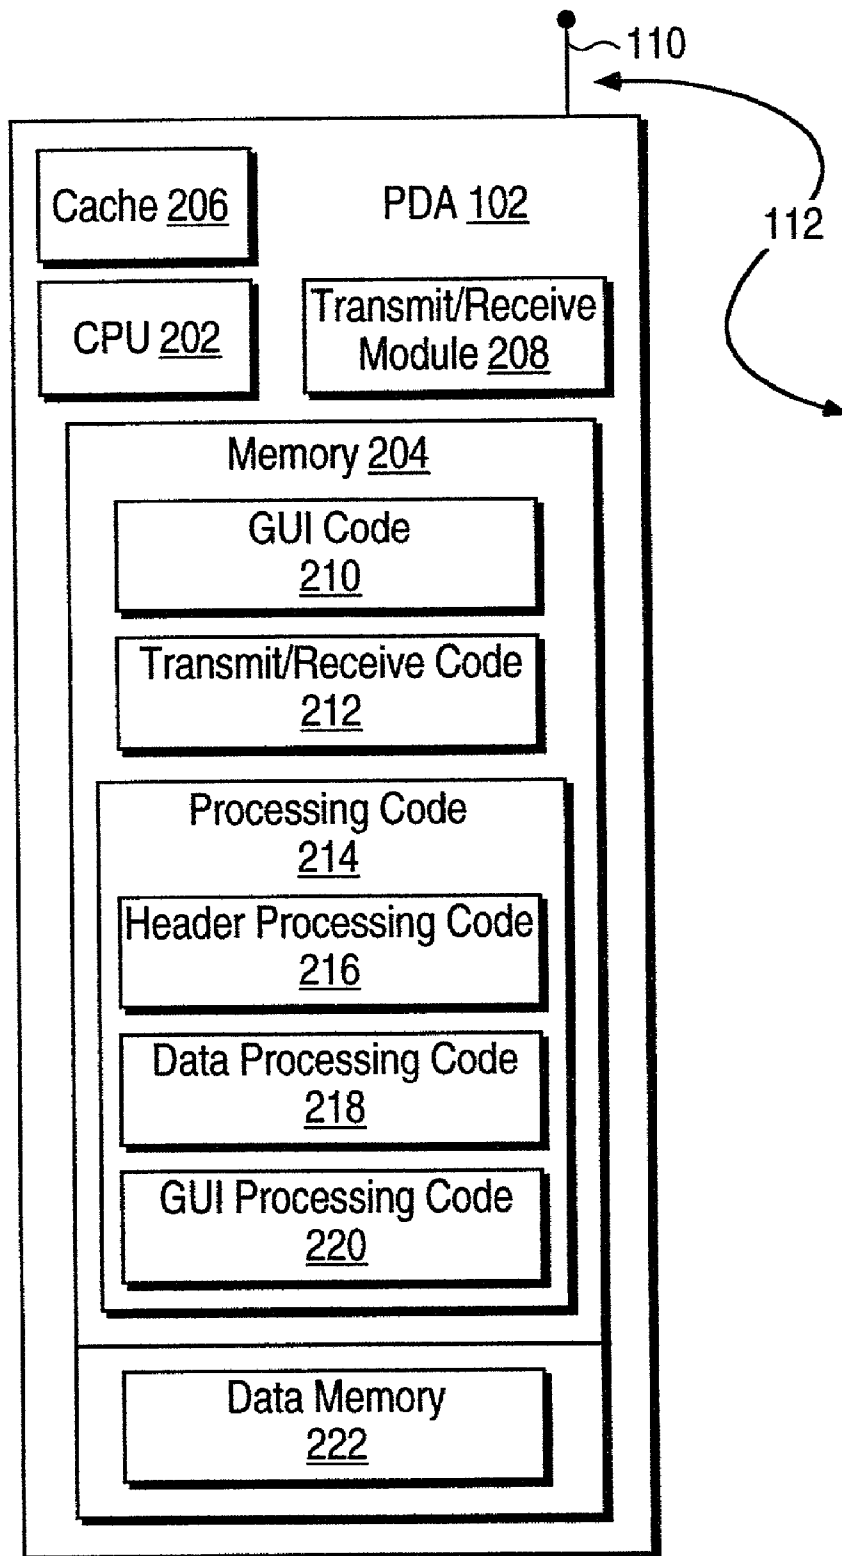 110
112
Cache 206
PDA 102
CPU 202
Transmit/Receive
Module 208
Memory 204
GUI Code
210
Transmit/Receive Code
212
Processing Code
214
Header Processing Code
216
Data Processing Code
218
GUI Processing Code
220
Data Memory
222